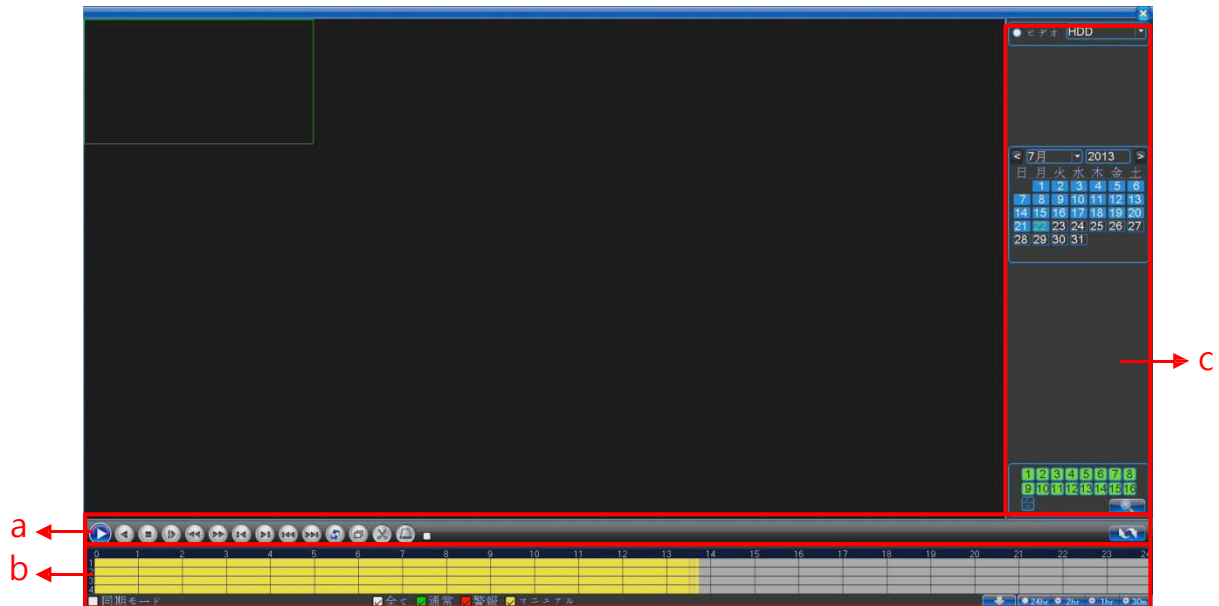 ビデオ HDD
< 7月 2013 >
日 月 火 水 木 金 土
1 2 3 4 5 6
7 8 9 10 11 12 13
14 15 16 17 18 19 20
21 22 23 24 25 26 27
28 29 30 31
c
1 2 3 4 5 6 7 8
9 10 11 12 13 14 15 16
全
a
b
0 1 2 3 4 5 6 7 8 9 10 11 12 13 14 15 16 17 18 19 20 21 22 23 24
1
2
3
4
同期モード 全て 通常 警報 マニュアル 24hr 2hr 1hr 30m